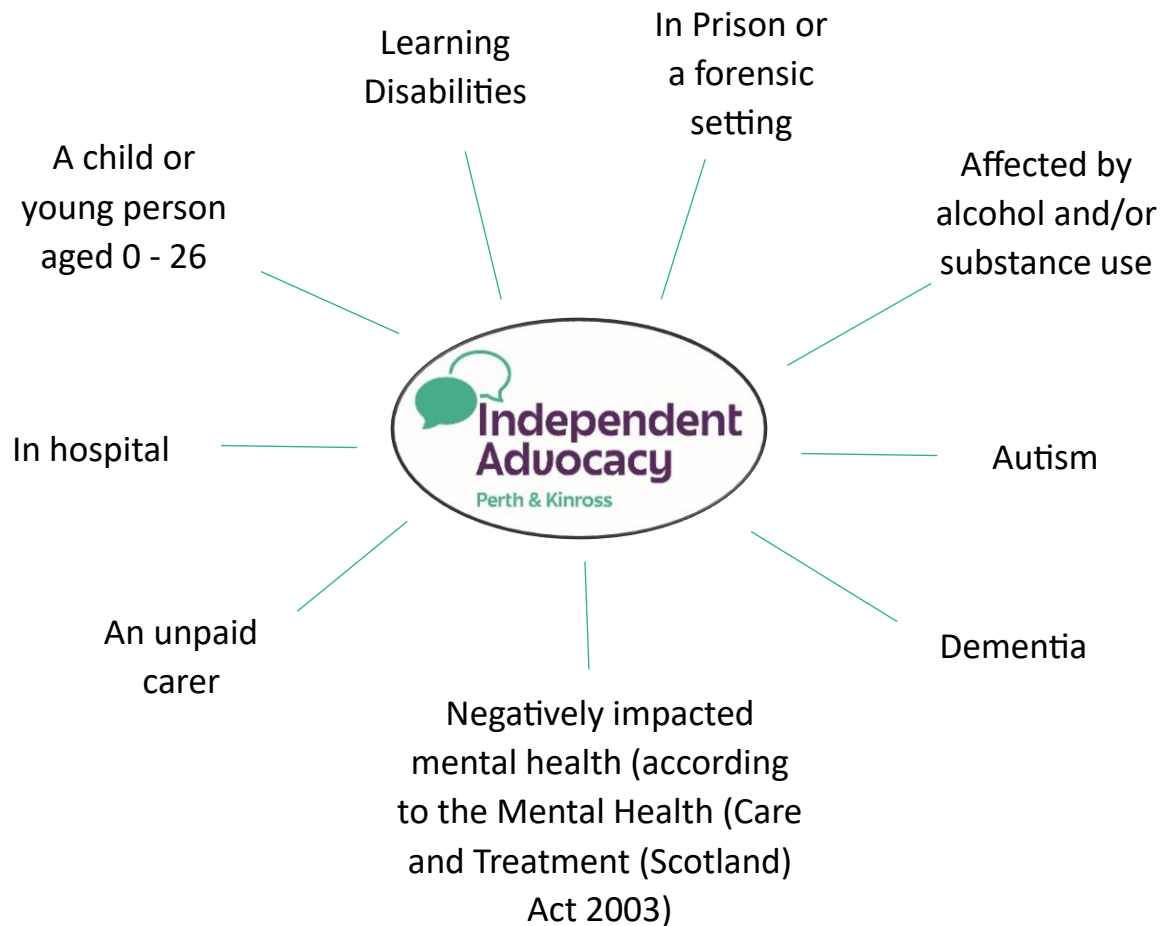 Learning
Disabilities
In Prison or
a forensic
setting
A child or
young person
aged 0 - 26
Affected by
alcohol and/or
substance use
Independent
Advocacy
Perth & Kinross
In hospital
Autism
An unpaid
carer
Dementia
Negatively impacted
mental health (according
to the Mental Health (Care
and Treatment (Scotland)
Act 2003)